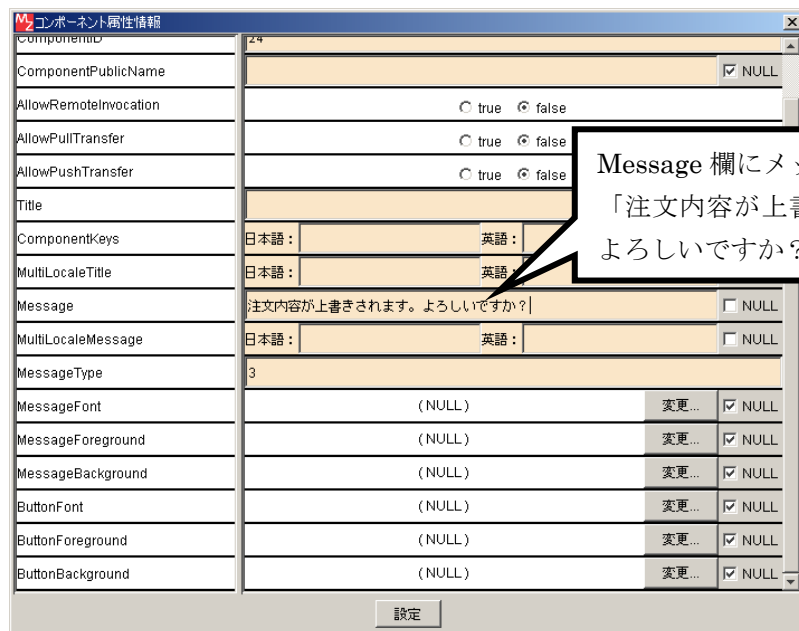 コンポーネント属性情報
ComponentID 24
ComponentPublicName NULL
AllowRemoteInvocation true false
AllowPullTransfer true false
AllowPushTransfer true false
Message 欄にメッ
「注文内容が上書
よろしいですか?
Title
ComponentKeys 日本語： 英語：
MultiLocaleTitle 日本語： 英語：
Message 注文内容が上書きされます。よろしいですか? NULL
MultiLocaleMessage 日本語： 英語： NULL
MessageType 3
MessageFont (NULL) 変更... NULL
MessageForeground (NULL) 変更... NULL
MessageBackground (NULL) 変更... NULL
ButtonFont (NULL) 変更... NULL
ButtonForeground (NULL) 変更... NULL
ButtonBackground (NULL) 変更... NULL
設定